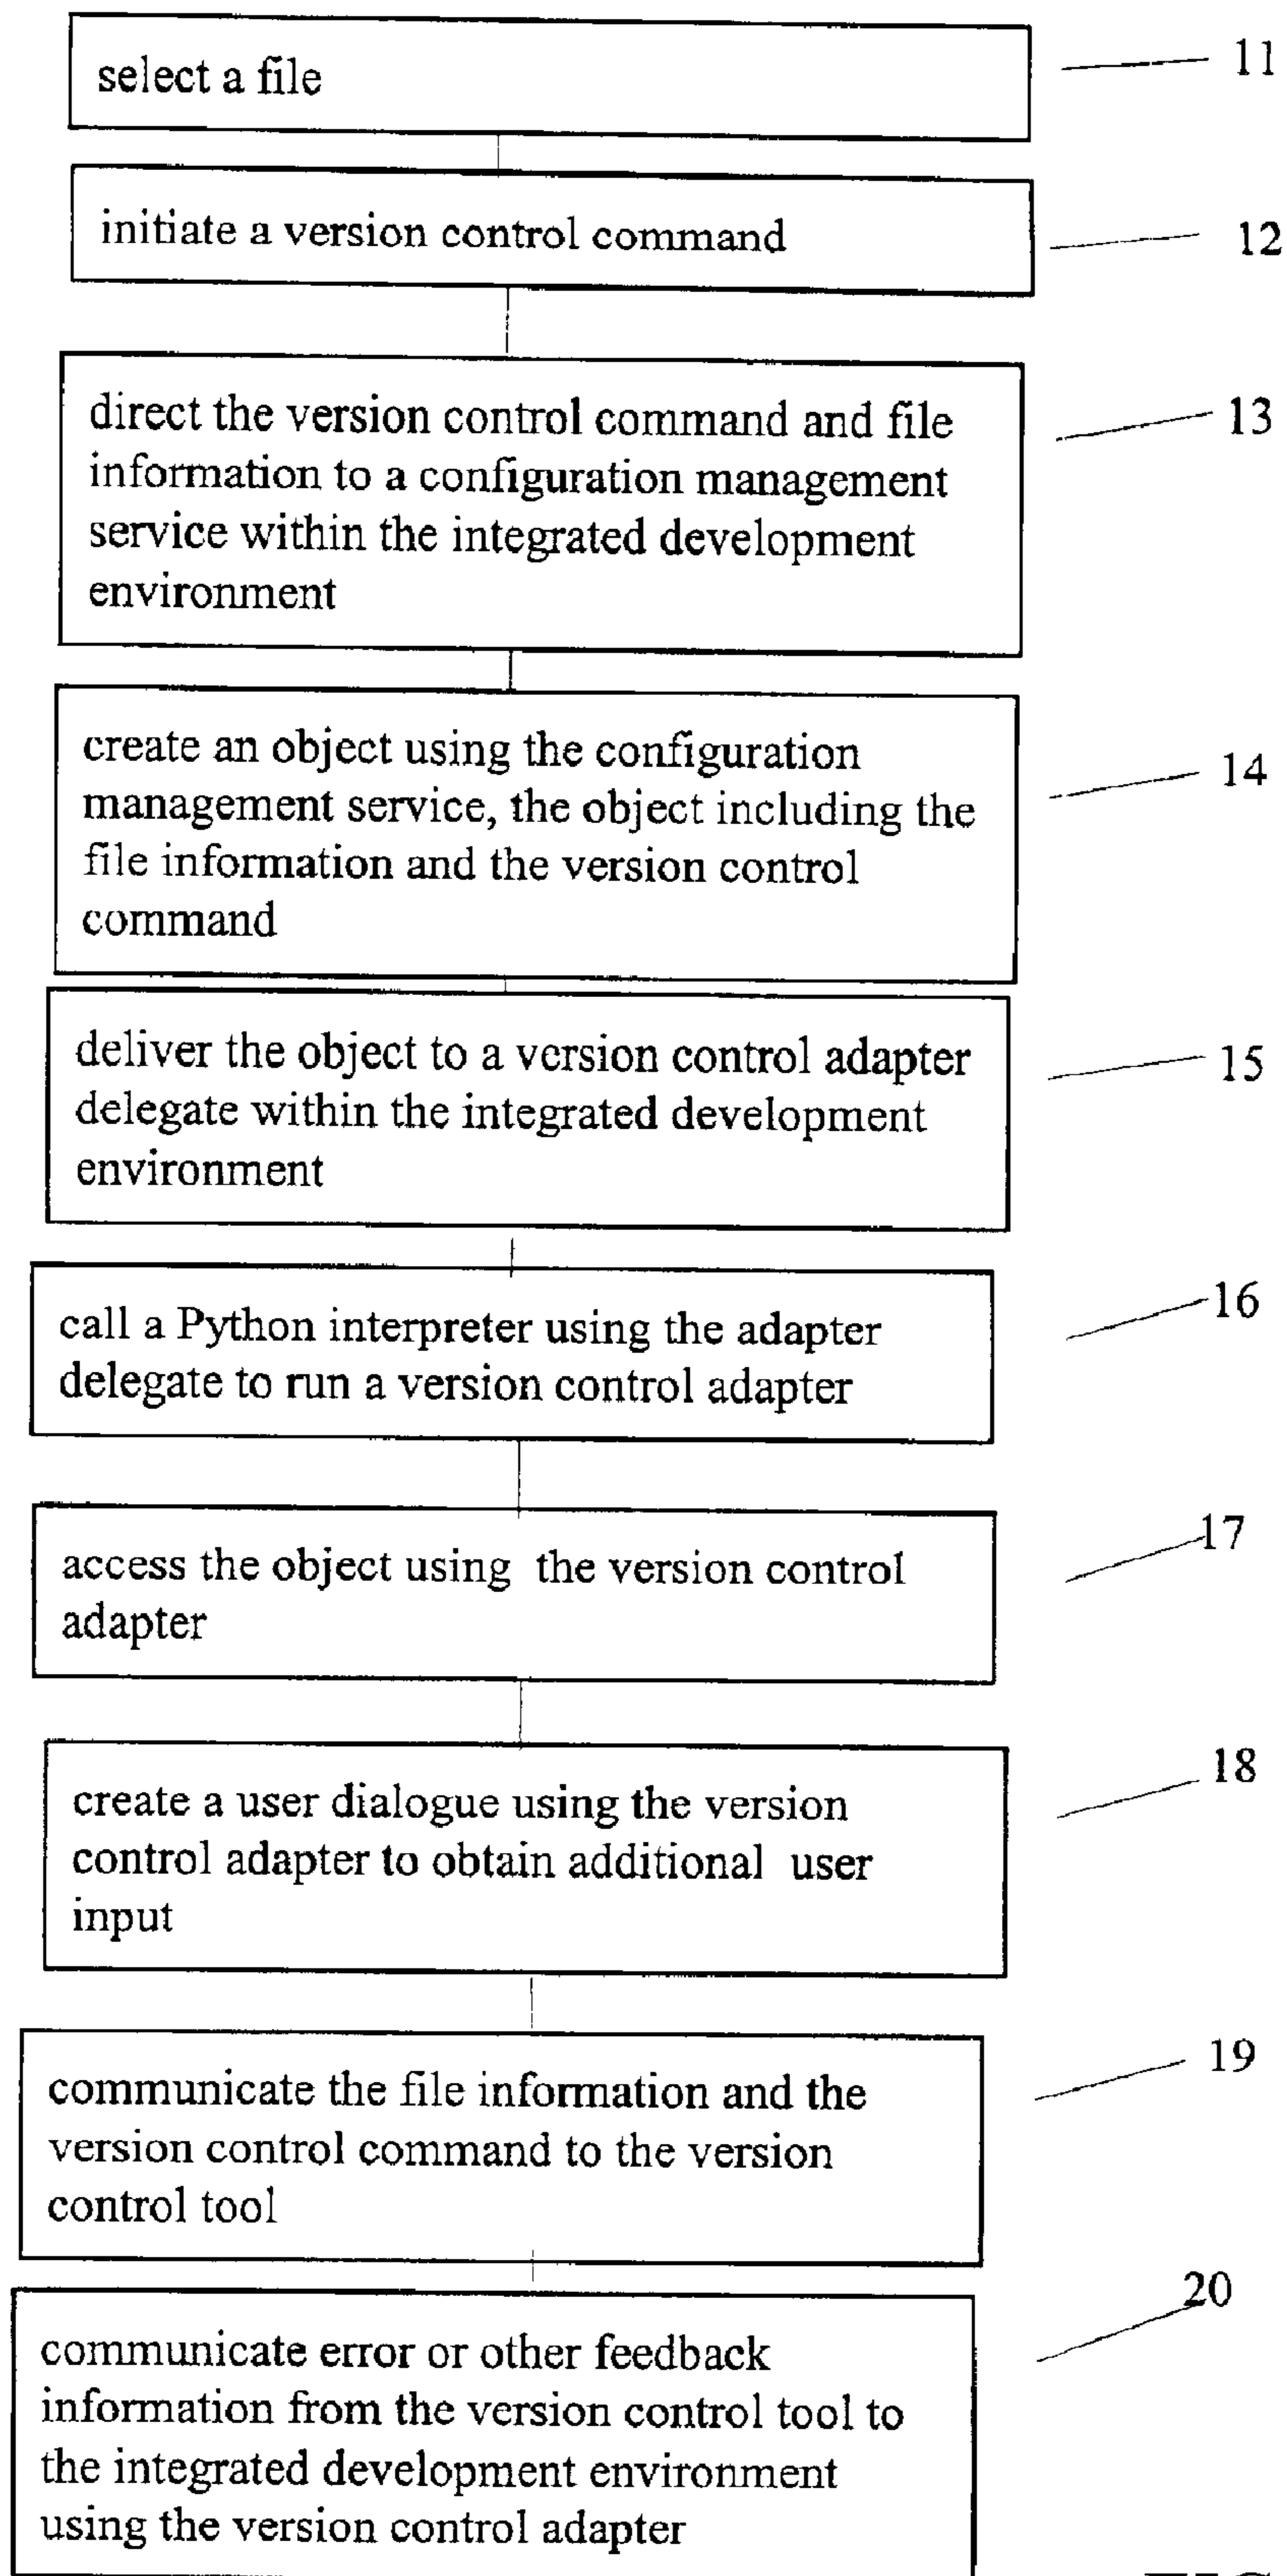 select a file
11
initiate a version control command
12
direct the version control command and file
information to a configuration management
service within the integrated development
environment
13
create an object using the configuration
management service, the object including the
file information and the version control
command
14
deliver the object to a version control adapter
delegate within the integrated development
environment
15
call a Python interpreter using the adapter
delegate to run a version control adapter
16
access the object using the version control
adapter
17
create a user dialogue using the version
control adapter to obtain additional user
input
18
communicate the file information and the
version control command to the version
control tool
19
communicate error or other feedback
information from the version control tool to
the integrated development environment
using the version control adapter
20